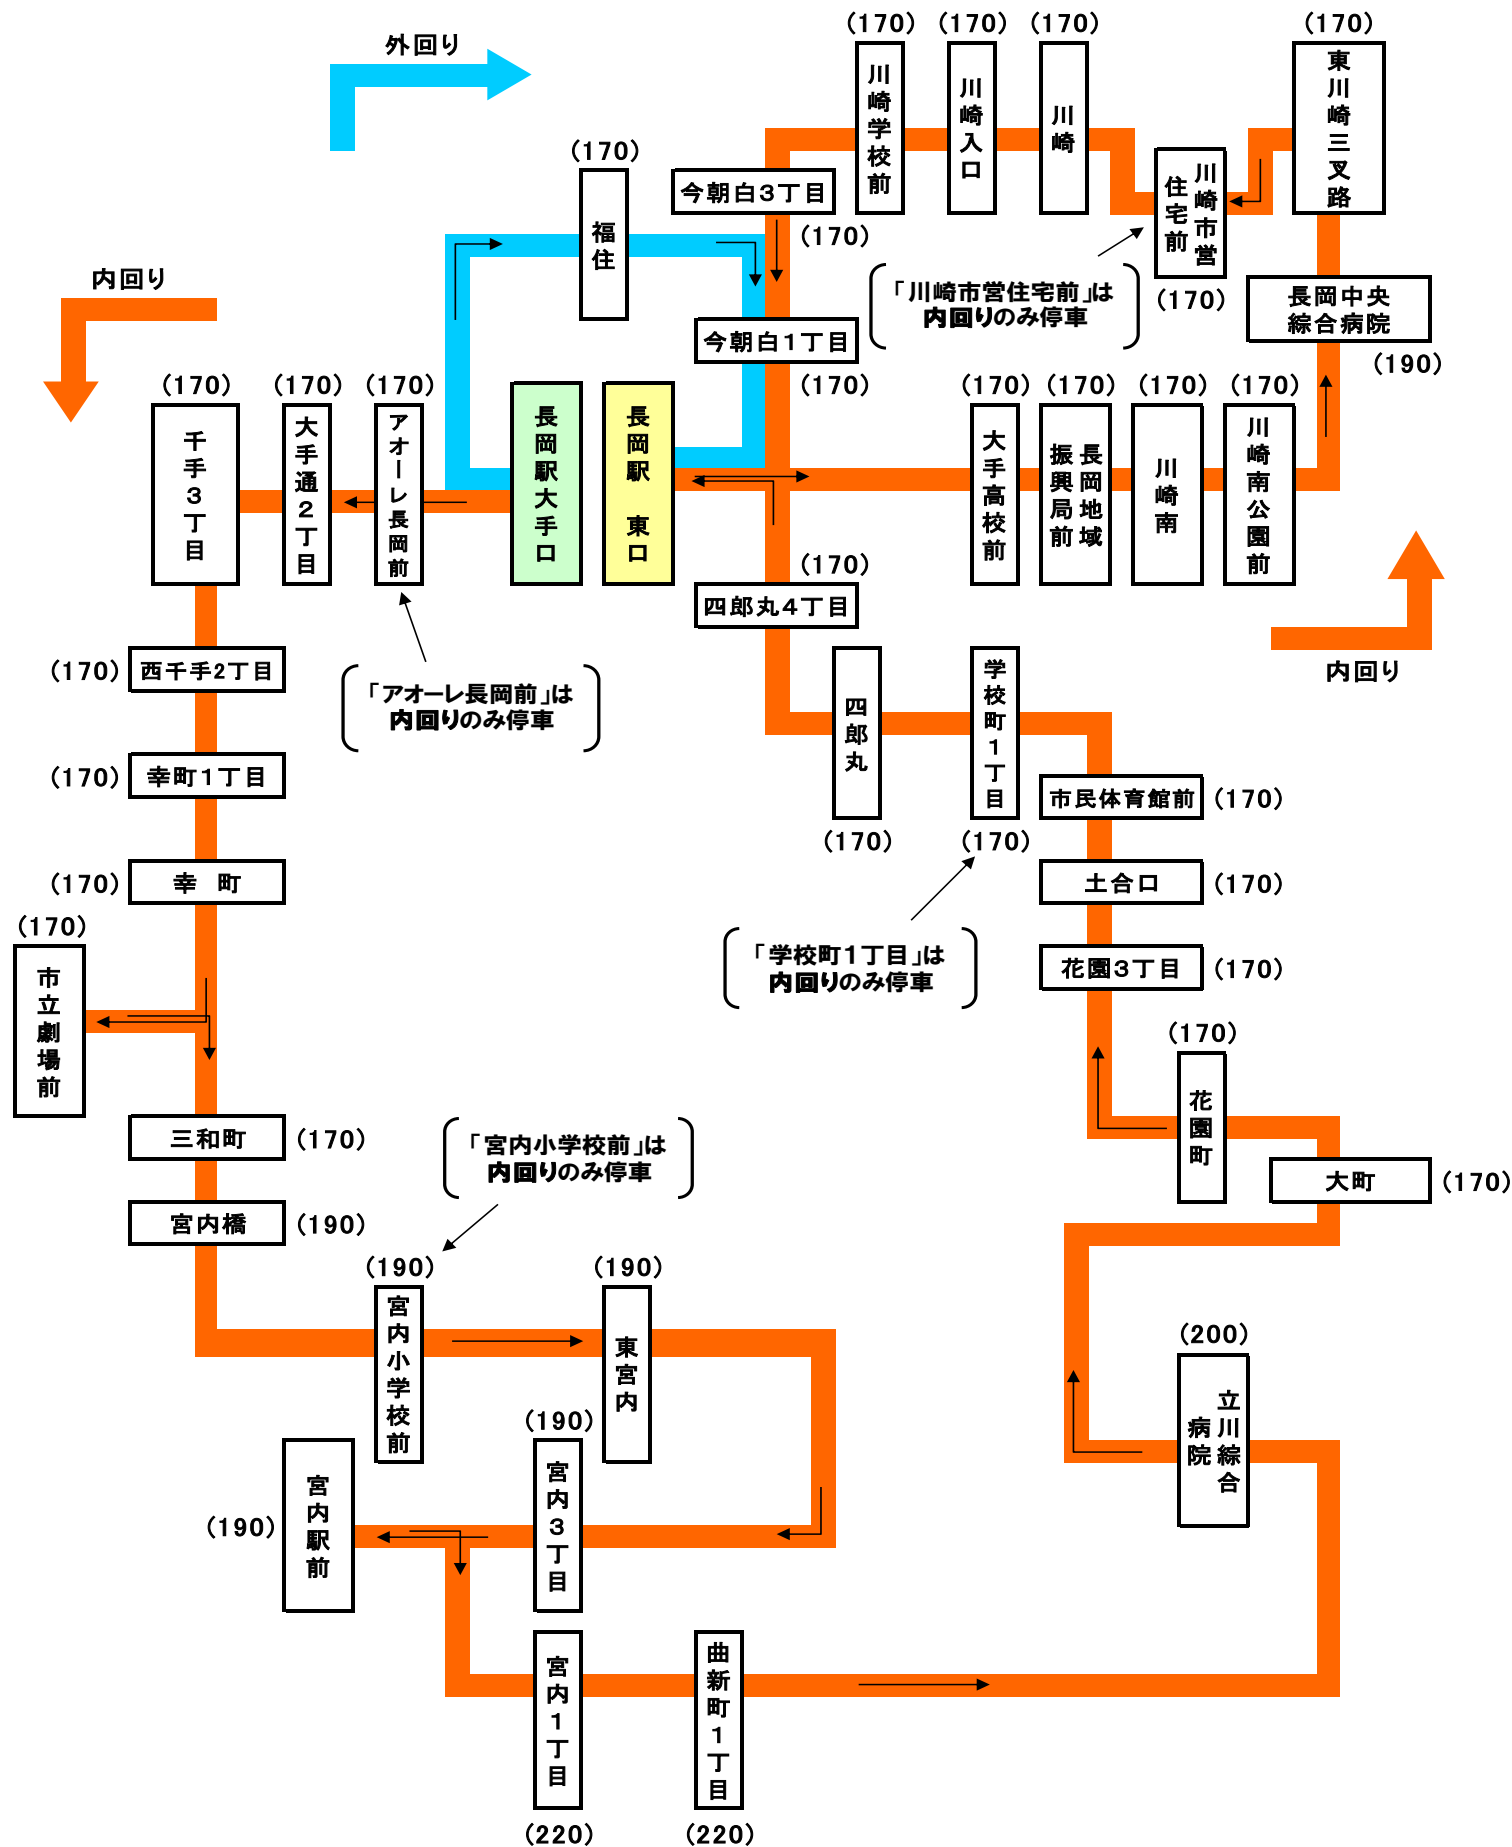 外回り
(170)
川崎学校前
(170)
川崎入口
(170)
川崎
(170)
東川崎三叉路
(170)
福住
今朝白3丁目
(170)
川崎市営
住宅前
(170)
「川崎市営住宅前」は
内回りのみ停車
内回り
長岡中央
綜合病院
(190)
今朝白1丁目
(170)
(170)
千手3丁目
(170)
大手通2丁目
(170)
アオーレ長岡前
長岡駅大手口
長岡駅 東口
(170)
大手高校前
(170)
長岡地域
振興局前
(170)
川崎南
(170)
川崎南公園前
(170)
四郎丸4丁目
内回り
(170)
西千手2丁目
「アオーレ長岡前」は
内回りのみ停車
四郎丸
(170)
学校町1丁目
(170)
(170)
幸町1丁目
市民体育館前
(170)
(170)
幸 町
土合口
(170)
(170)
市立劇場前
「学校町1丁目」は
内回りのみ停車
花園3丁目
(170)
(170)
花園町
三和町
(170)
「宮内小学校前」は
内回りのみ停車
大町
(170)
宮内橋
(190)
(190)
宮内小学校前
(190)
東宮内
(200)
立川綜合
病院
(190)
宮内3丁目
(190)
宮内駅前
宮内1丁目
(220)
曲新町1丁目
(220)